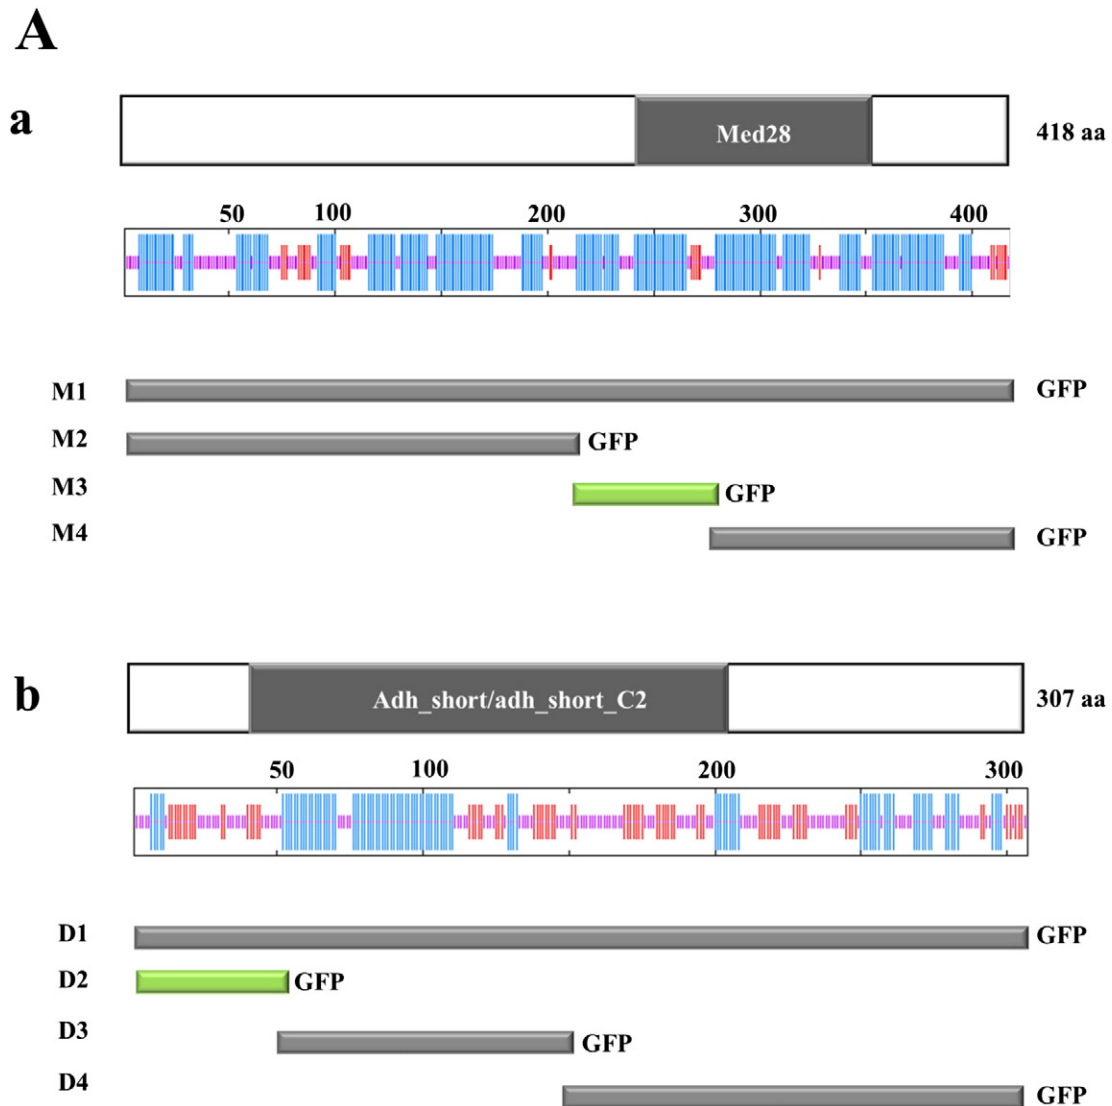 A
a
Med28
418 aa
50 100 200 300 400
M1 GFP
M2 GFP
M3 GFP
M4 GFP
b
Adh_short/adh_short_C2
307 aa
50 100 200 300
D1 GFP
D2 GFP
D3 GFP
D4 GFP